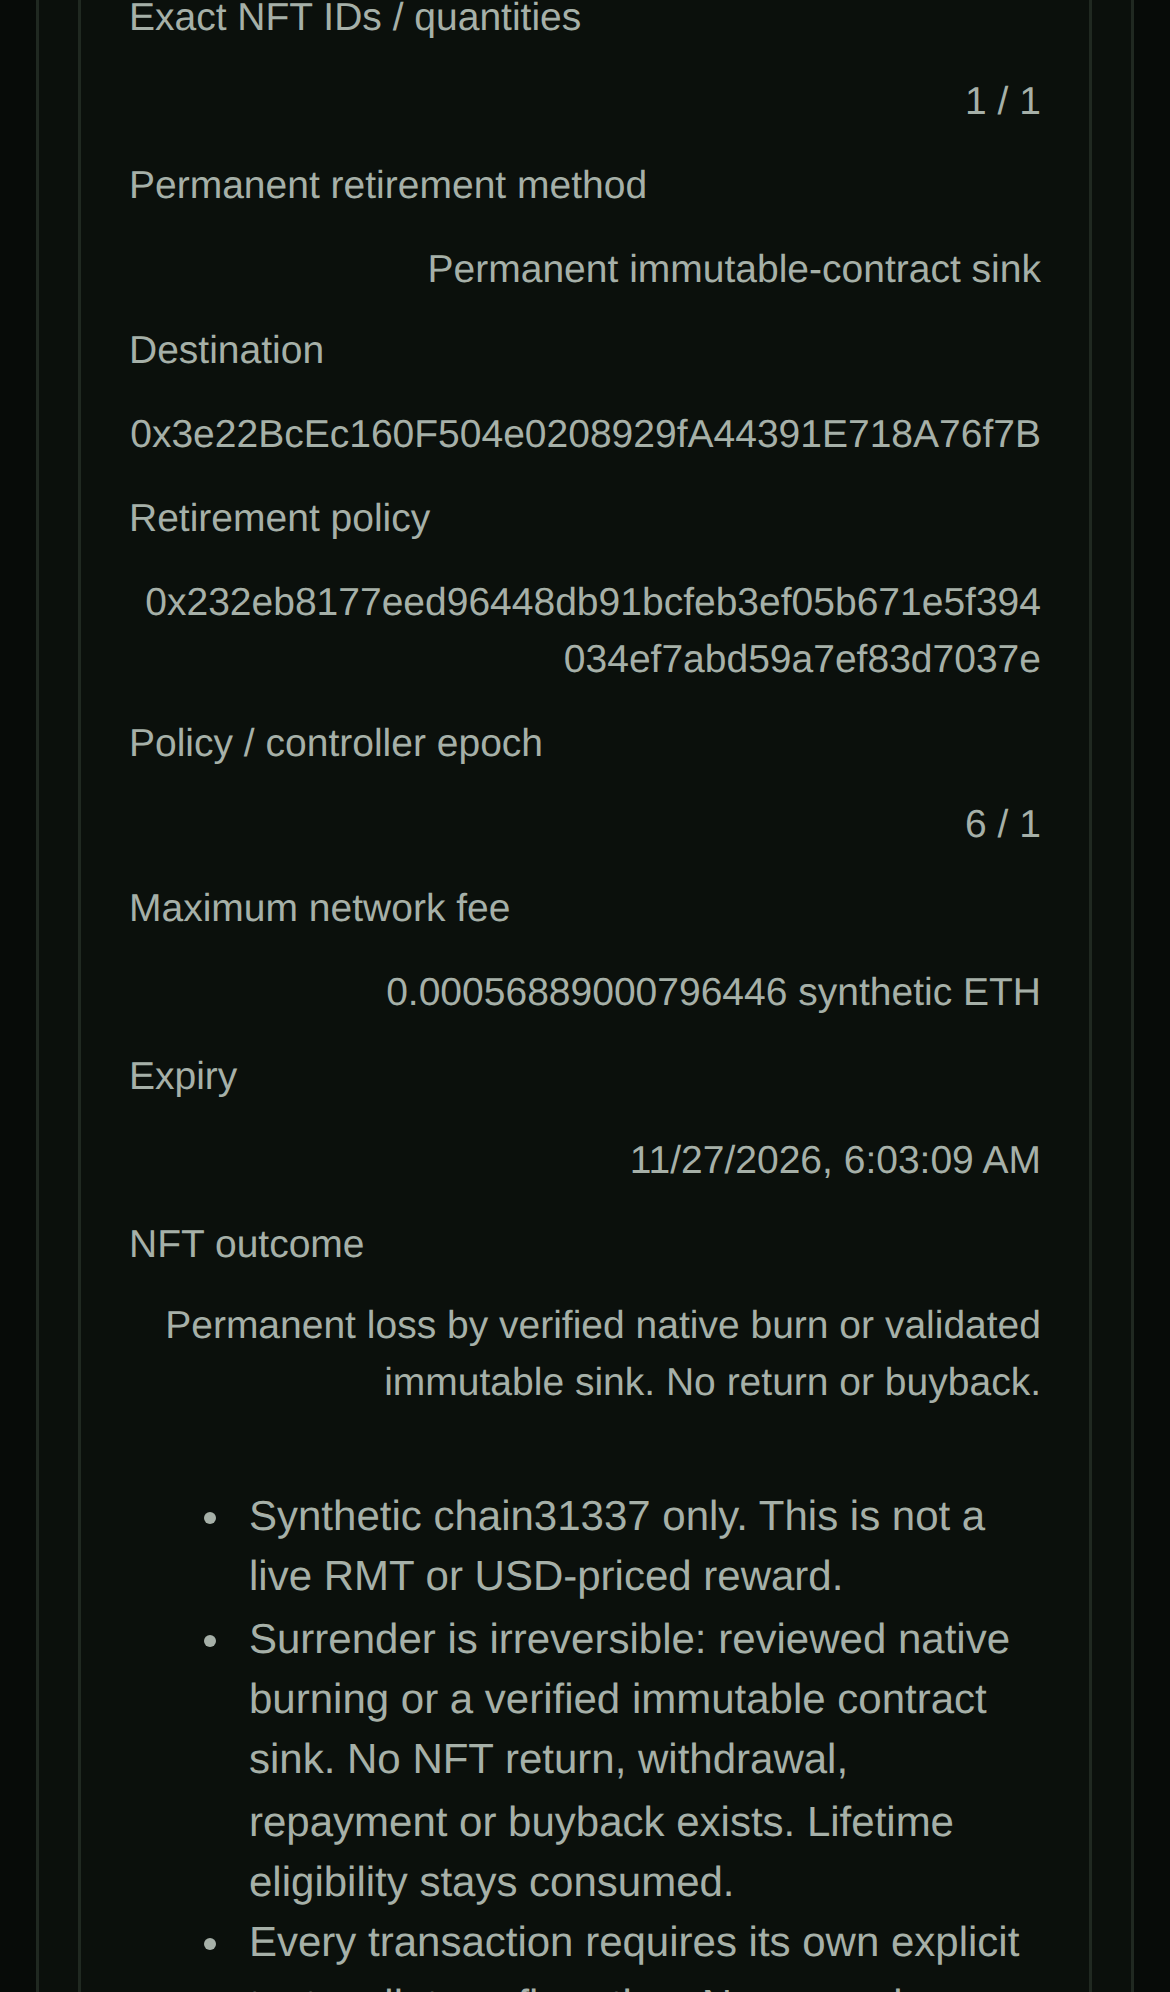 Exact NFT IDs / quantities
1 / 1
Permanent retirement method
Permanent immutable-contract sink
Destination
0x3e22BcEc160F504e0208929fA44391E718A76f7B
Retirement policy
0x232eb8177eed96448db91bcfeb3ef05b671e5f394
034ef7abd59a7ef83d7037e
Policy / controller epoch
6 / 1
Maximum network fee
0.00056889000796446 synthetic ETH
Expiry
11/27/2026, 6:03:09 AM
NFT outcome
Permanent loss by verified native burn or validated
immutable sink. No return or buyback.
• Synthetic chain31337 only. This is not a
live RMT or USD-priced reward.
• Surrender is irreversible: reviewed native
burning or a verified immutable contract
sink. No NFT return, withdrawal,
repayment or buyback exists. Lifetime
eligibility stays consumed.
• Every transaction requires its own explicit